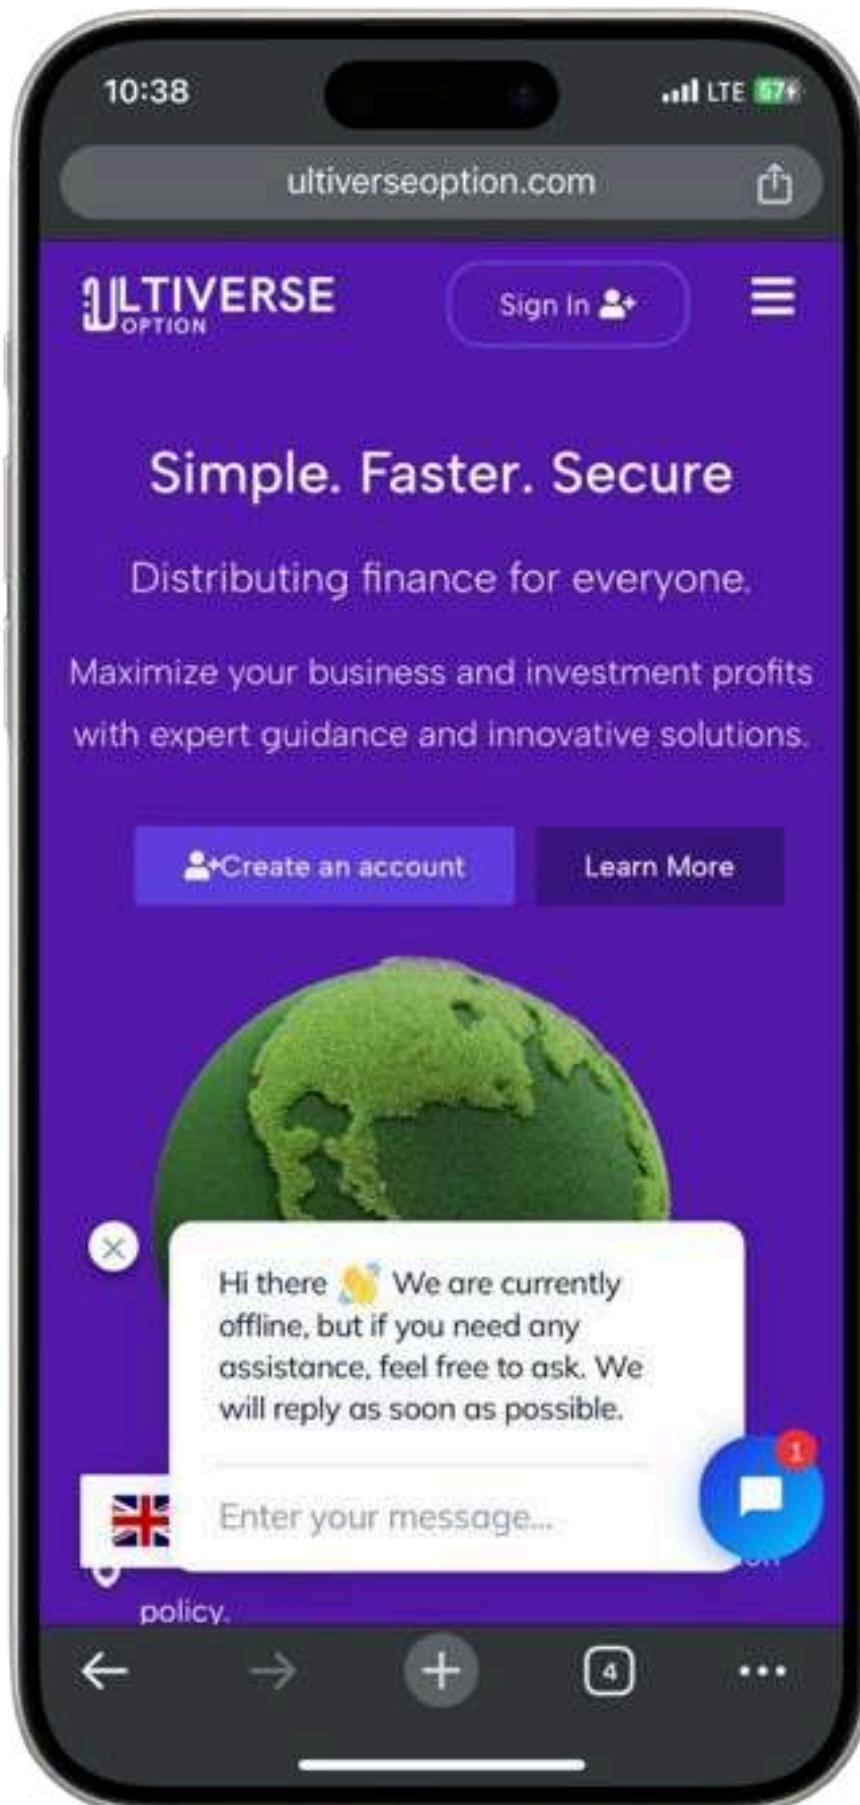 10:38
LTE 57
ultiverseoption.com
ULTIVERSE
OPTION
Sign In
Simple. Faster. Secure
Distributing finance for everyone.
Maximize your business and investment profits
with expert guidance and innovative solutions.
Create an account
Learn More
Hi there We are currently
offline, but if you need any
assistance, feel free to ask. We
will reply as soon as possible.
1
Enter your message...
policy.
4